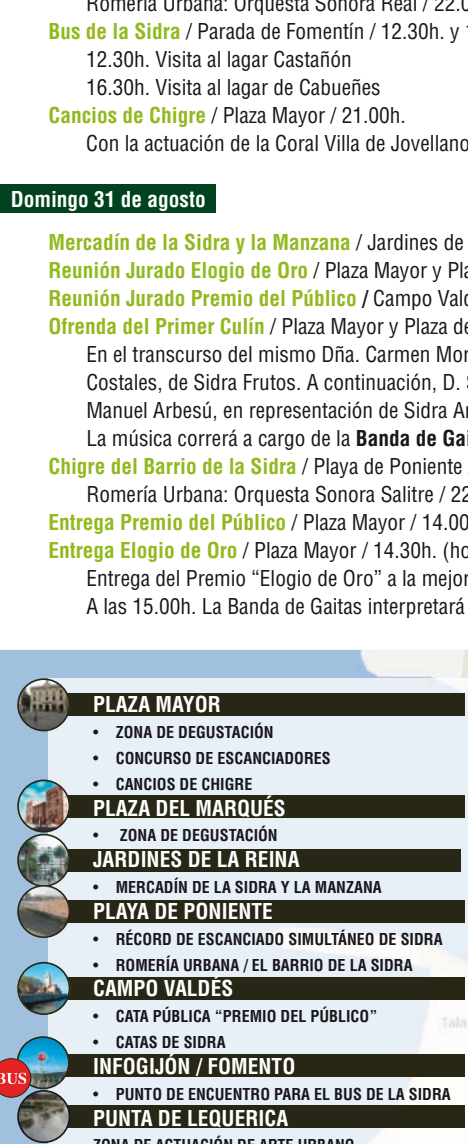 Romería Urbana: Orquesta Sonora Real / 22.0
Bus de la Sidra / Parada de Fomentín / 12.30h. y 1
12.30h. Visita al lagar Castañón
16.30h. Visita al lagar de Cabueñes
Cancios de Chigre / Plaza Mayor / 21.00h.
Con la actuación de la Coral Villa de Jovellano
Domingo 31 de agosto
Mercadín de la Sidra y la Manzana / Jardines de
Reunión Jurado Elogio de Oro / Plaza Mayor y Pla
Reunión Jurado Premio del Público / Campo Val
Ofrenda del Primer Culín / Plaza Mayor y Plaza de
En el transcurso del mismo Dña. Carmen Mor
Costales, de Sidra Frutos. A continuación, D. S
Manuel Arbesú, en representación de Sidra A
La música correrá a cargo de la Banda de Gai
Chigre del Barrio de la Sidra / Playa de Poniente
Romería Urbana: Orquesta Sonora Salitre / 22
Entrega Premio del Público / Plaza Mayor / 14.00
Entrega Elogio de Oro / Plaza Mayor / 14.30h. (ho
Entrega del Premio “Elogio de Oro” a la mejor
A las 15.00h. La Banda de Gaitas interpretará
PLAZA MAYOR
• ZONA DE DEGUSTACIÓN
• CONCURSO DE ESCANCIADORES
• CANCIOS DE CHIGRE
PLAZA DEL MARQUÉS
• ZONA DE DEGUSTACIÓN
JARDINES DE LA REINA
• MERCADÍN DE LA SIDRA Y LA MANZANA
PLAYA DE PONIENTE
• RÉCORD DE ESCANCIADO SIMULTÁNEO DE SIDRA
• ROMERÍA URBANA / EL BARRIO DE LA SIDRA
CAMPO VALDÉS
• CATA PÚBLICA “PREMIO DEL PÚBLICO”
• CATAS DE SIDRA
Tala
INFOGIJÓN / FOMENTO
BUS
• PUNTO DE ENCUENTRO PARA EL BUS DE LA SIDRA
PUNTA DE LEQUERICA
ZONA DE ACTUACIÓN DE ARTE URBANO